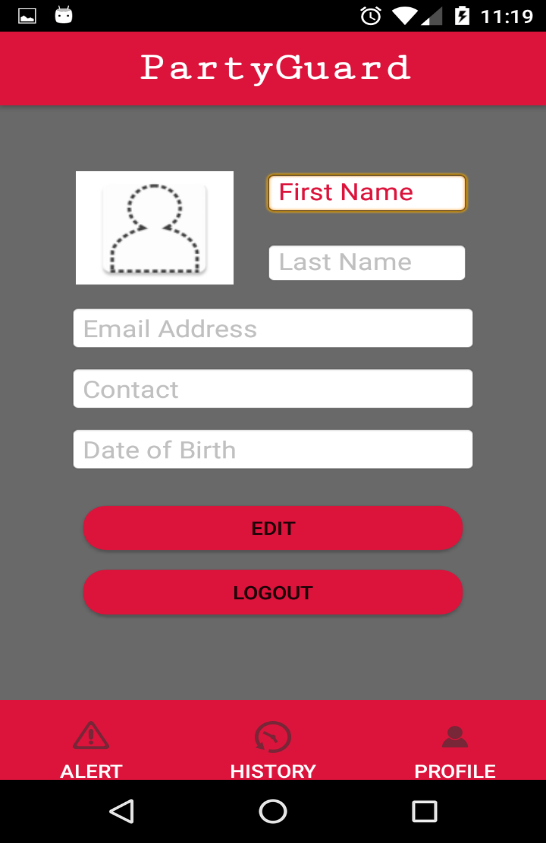 11:19
PartyGuard
First Name
Last Name
Email Address
Contact
Date of Birth
EDIT
LOGOUT
ALERT HISTORY PROFILE